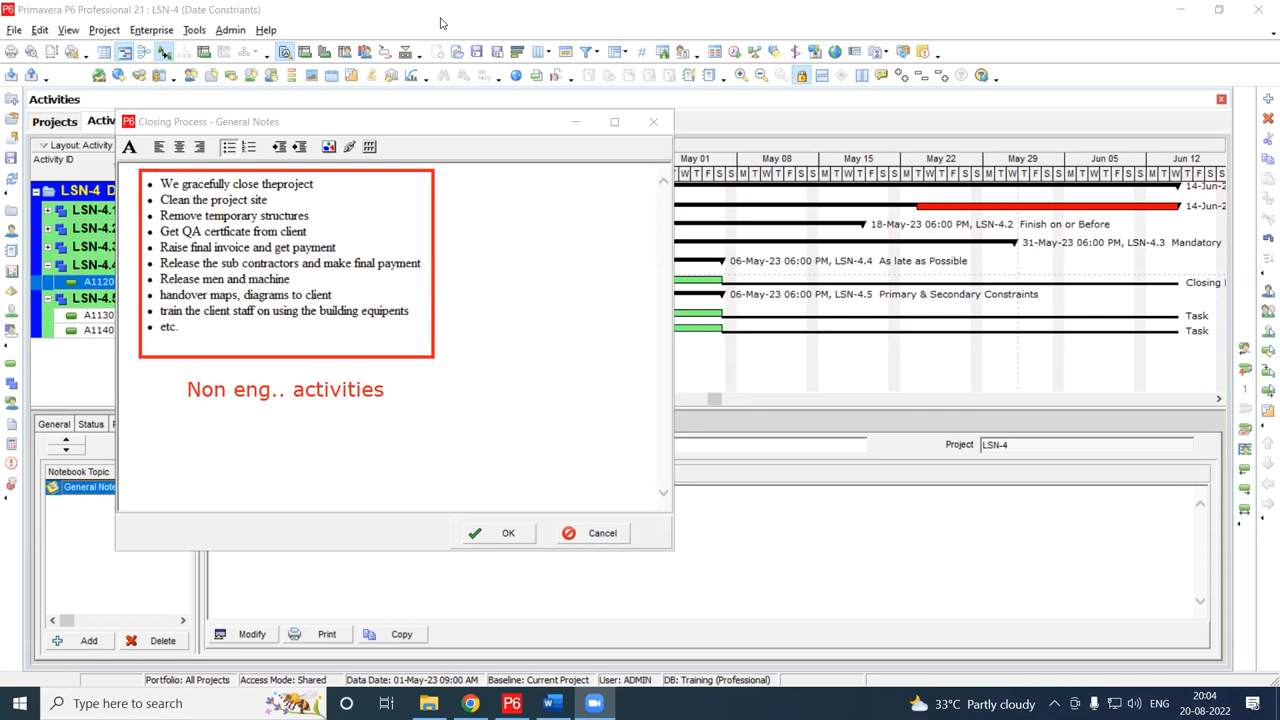 Primavera P6 Professional 21 : LSN-4 (Date Constriants)
File Edit View Project Enterprise Tools Admin Help
Activities
Projects
Layout: Activity
Activity ID
LSN-4
LSN-4.1
LSN-4.2
LSN-4.3
LSN-4.4
A1120
LSN-4.5
A1130
A1140
Closing Process - General Notes
We gracefully close theproject
Clean the project site
Remove temporary structures
Get QA certficate from client
Raise final invoice and get payment
Release the sub contractors and make final payment
Release men and machine
handover maps, diagrams to client
train the client staff on using the building equipents
etc.
Non eng.. activities
OK Cancel
May 01 May 08 May 15 May 22 May 29 Jun 05 Jun 12
14-Jun-2
14-Jun-2
18-May-23 06:00 PM, LSN-4.2 Finish on or Before
31-May-23 06:00 PM, LSN-4.3 Mandatory
06-May-23 06:00 PM, LSN-4.4 As late as Possible
Closing
06-May-23 06:00 PM, LSN-4.5 Primary & Secondary Constraints
Task
Task
General Status
Project LSN-4
Notebook Topic
General Note
Add Delete
Modify Print Copy
Portfolio: All Projects Access Mode: Shared Data Date: 01-May-23 09:00 AM Baseline: Current Project User: ADMIN DB: Training (Professional)
Type here to search
33°C Partly cloudy
ENG
20:04
20-08-2022